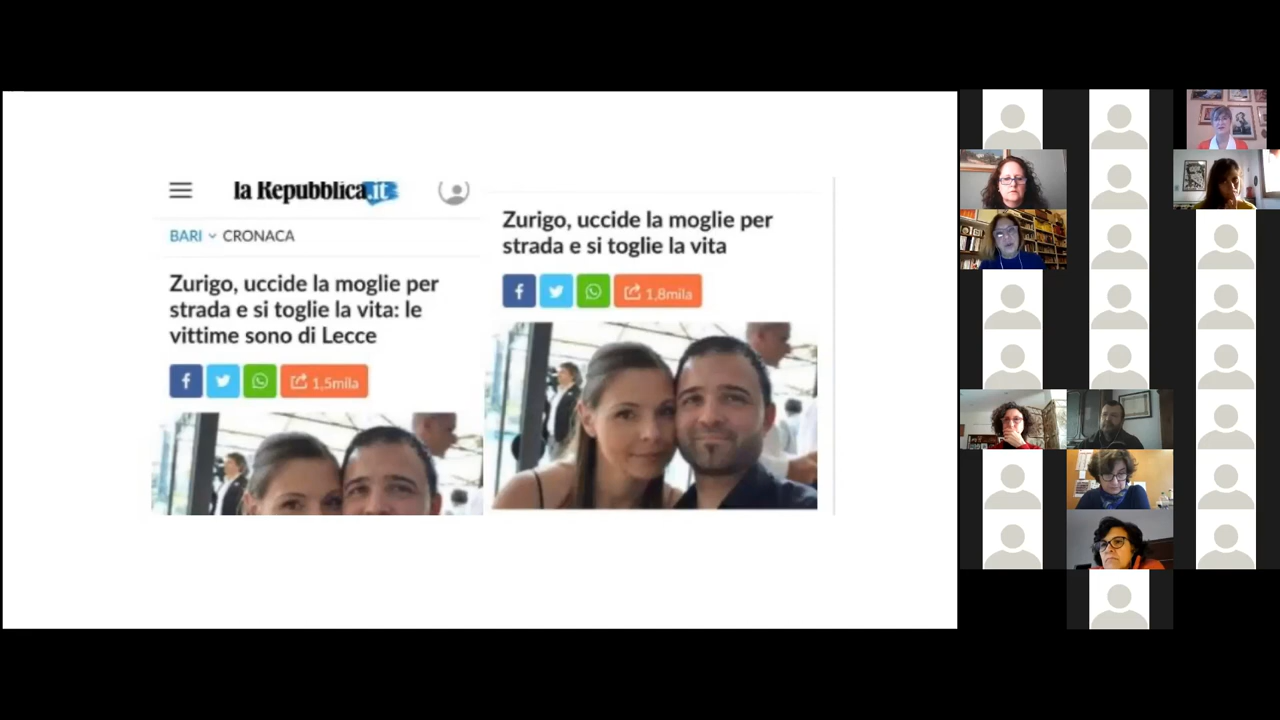 la Repubblica.it
BARI CRONACA
Zurigo, uccide la moglie per
strada e si toglie la vita: le
vittime sono di Lecce
1,5mila
Zurigo, uccide la moglie per
strada e si toglie la vita
1,8mila